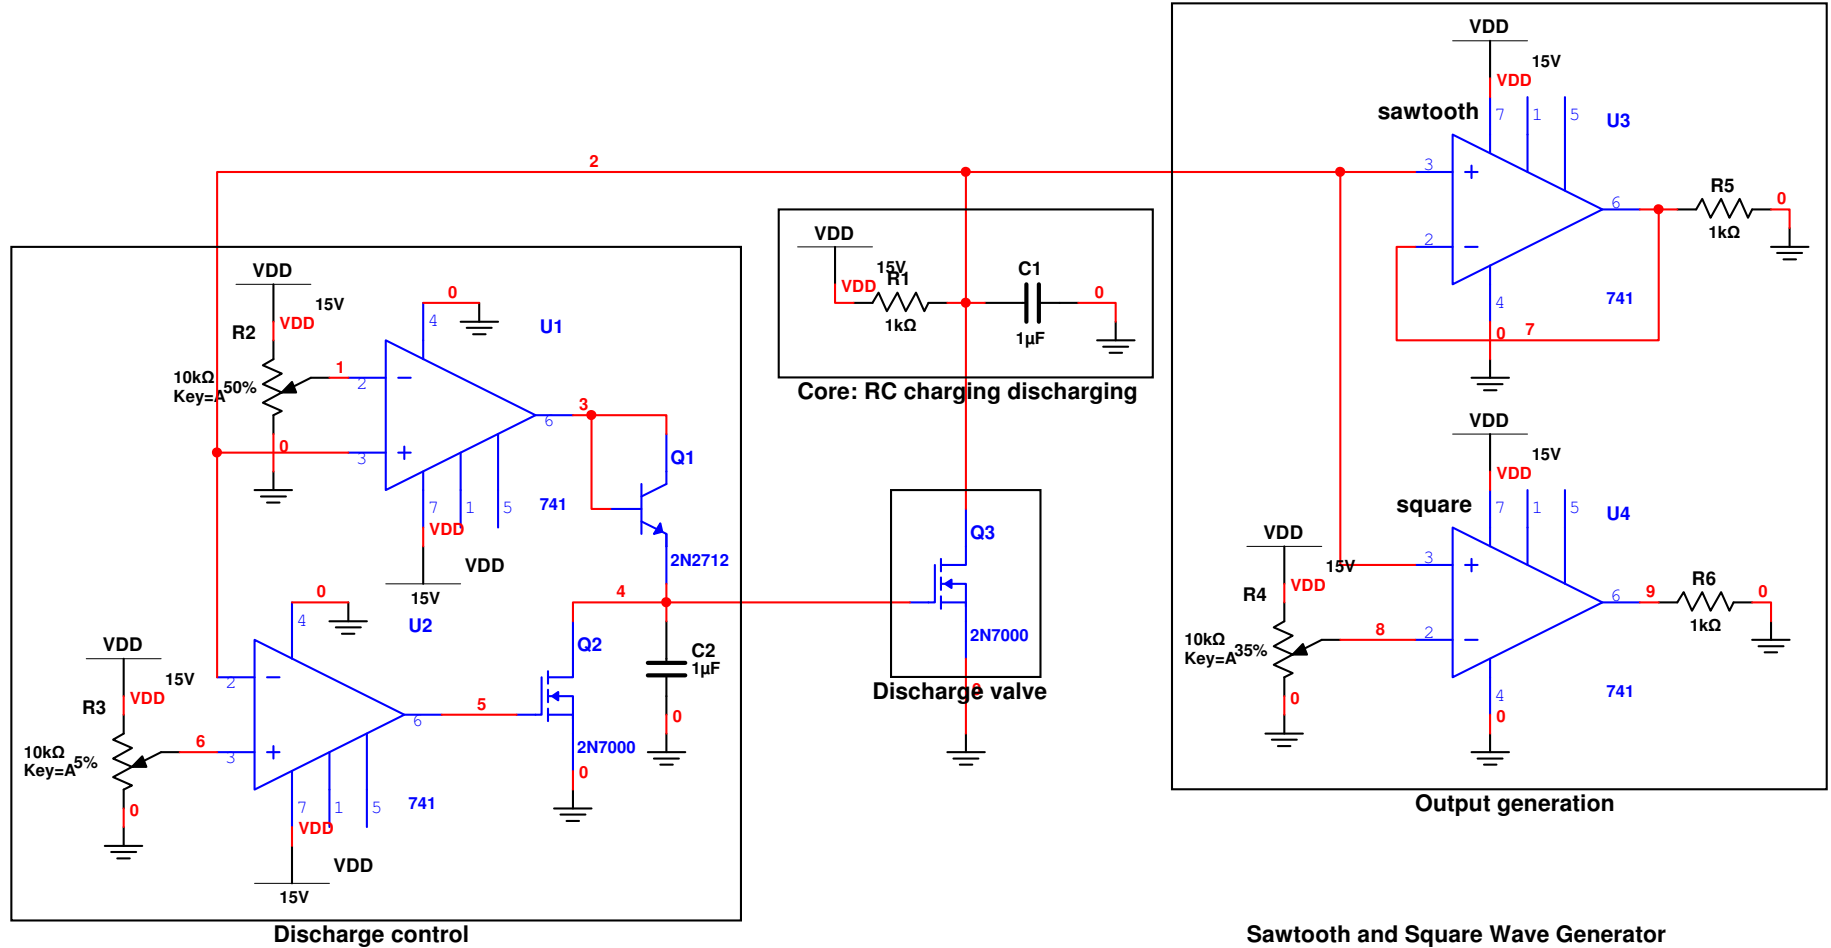 VDD
15V
VDD
sawtooth
7
1
5
U3
3
+
2
6
R5
0
1kΩ
2
−
4
741
0
7
VDD
15V
VDD
R1
1kΩ
C1
0
1µF
Core: RC charging discharging
VDD
15V
VDD
R2
10kΩ
Key=A
50%
0
1
2
−
4
0
U1
3
+
6
3
7
1
5
741
VDD
VDD
15V
Q1
2N2712
4
0
4
U2
VDD
15V
VDD
R3
10kΩ
Key=A
5%
0
6
2
−
3
+
6
5
7
1
5
741
VDD
VDD
15V
Q2
2N7000
0
C2
1µF
0
Discharge control
Q3
2N7000
0
Discharge valve
VDD
15V
VDD
square
7
1
5
U4
VDD
15V
VDD
R4
10kΩ
Key=A
35%
0
8
3
+
2
−
6
9
R6
0
1kΩ
4
0
741
Output generation
Sawtooth and Square Wave Generator